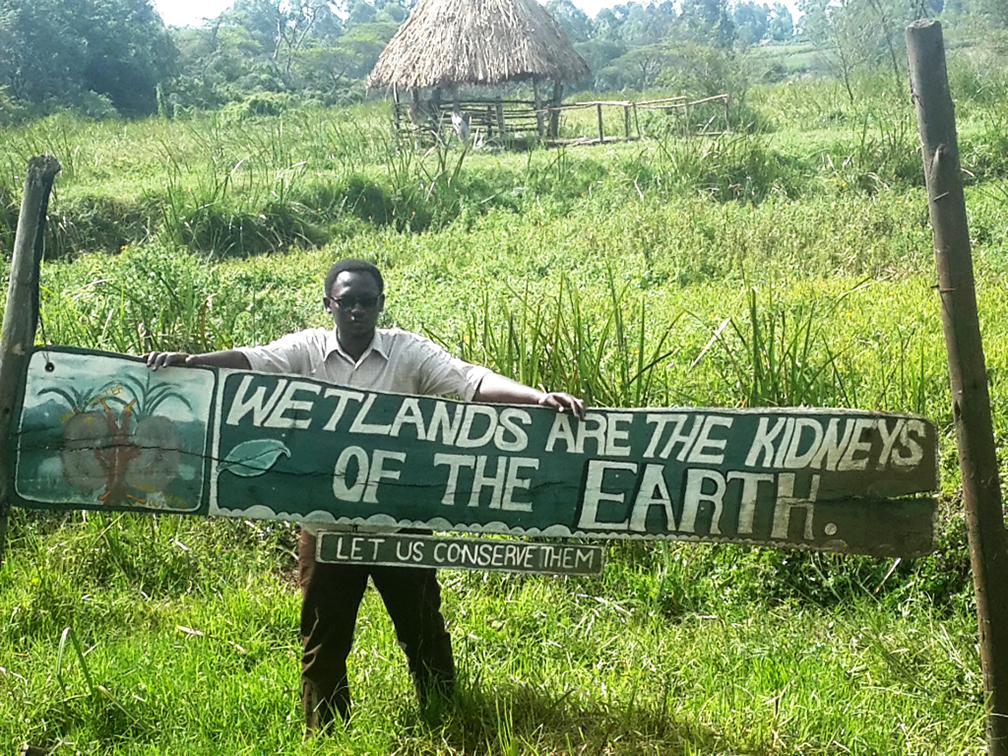 WETLANDS ARE THE KIDNEYS
OF THE EARTH.
LET US CONSERVE THEM